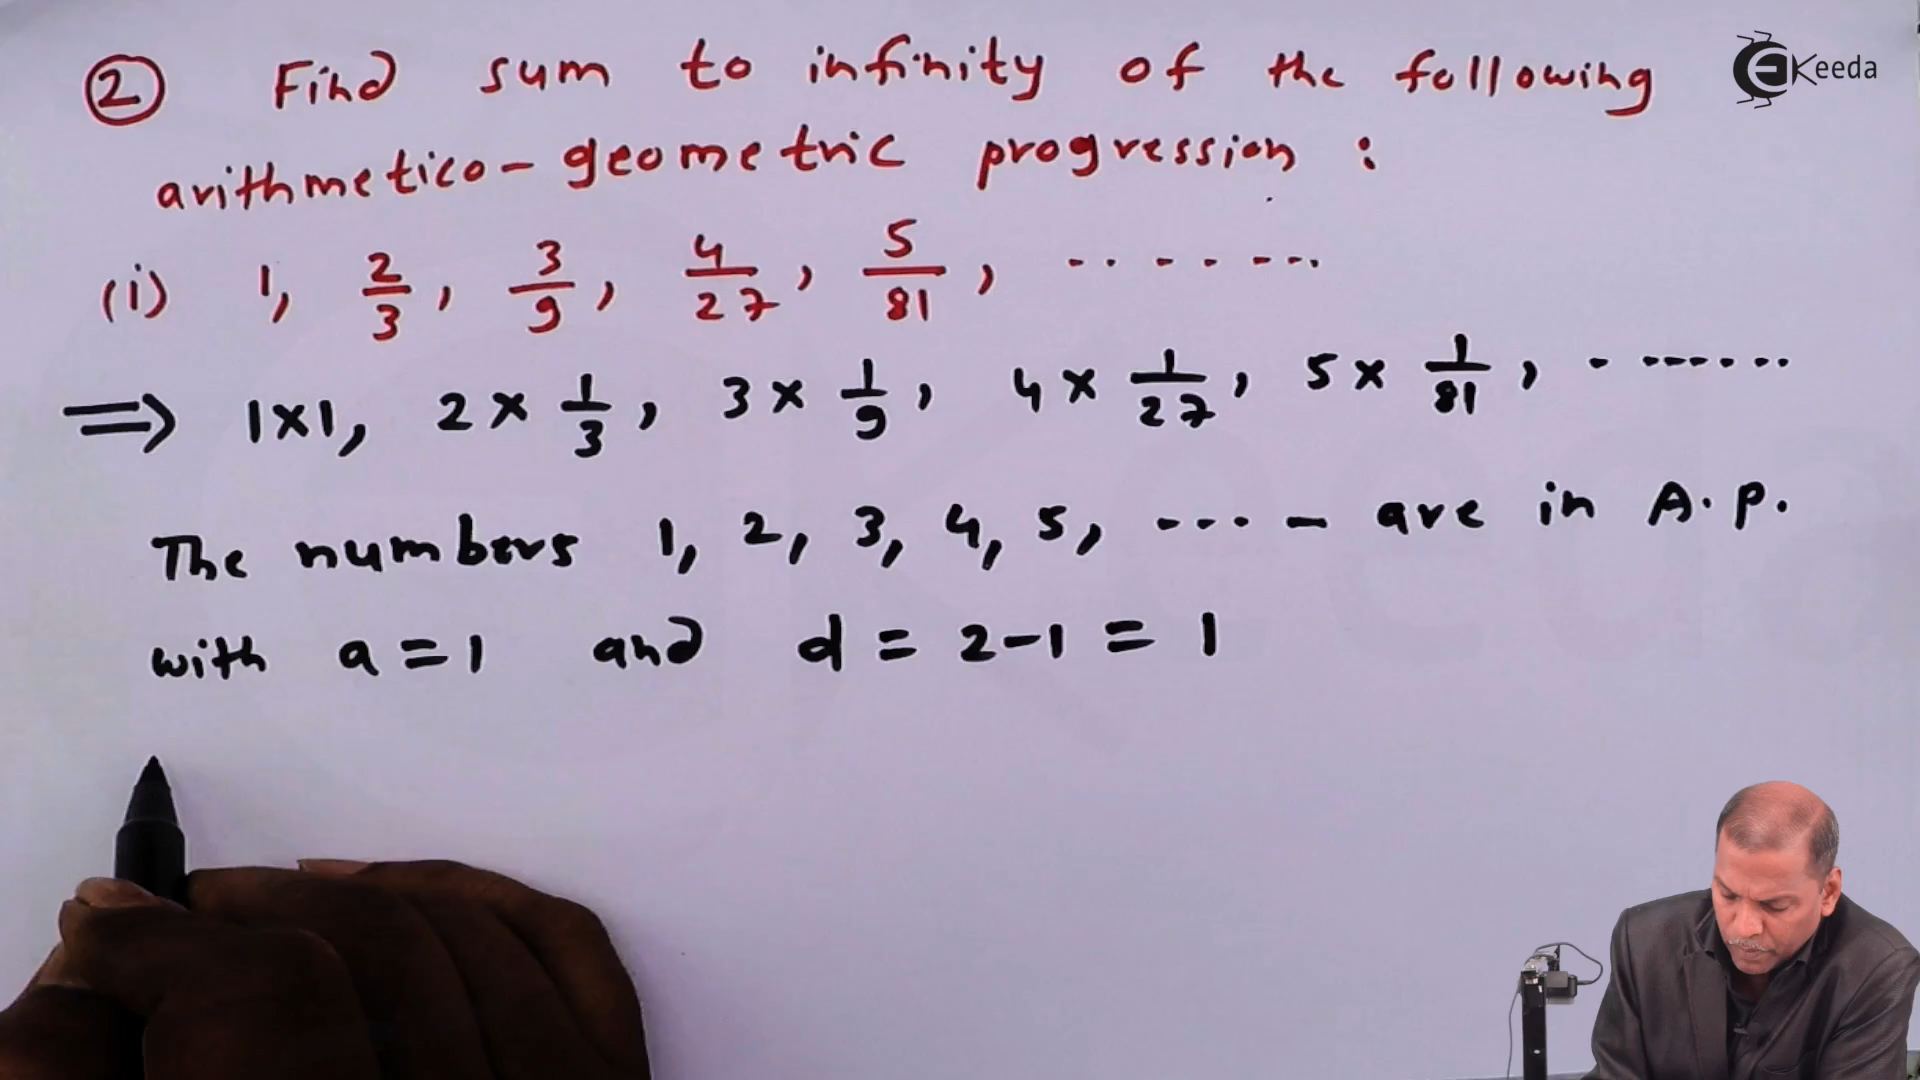 ② Find sum to infinity of the following
Keeda
arithmetico-geometric progression :
(i) 1, 2/3, 3/9, 4/27, 5/81, .......
⇒ 1×1, 2 × 1/3, 3 × 1/9, 4 × 1/27, 5 × 1/81, .......
The numbers 1, 2, 3, 4, 5, .... are in A.P.
with a = 1 and d = 2-1 = 1